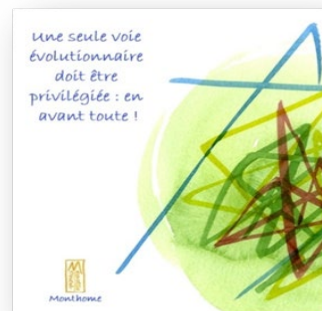 Une seule voie
évolutionnaire
doit être
privilégiée : en
avant toute !
Monthome